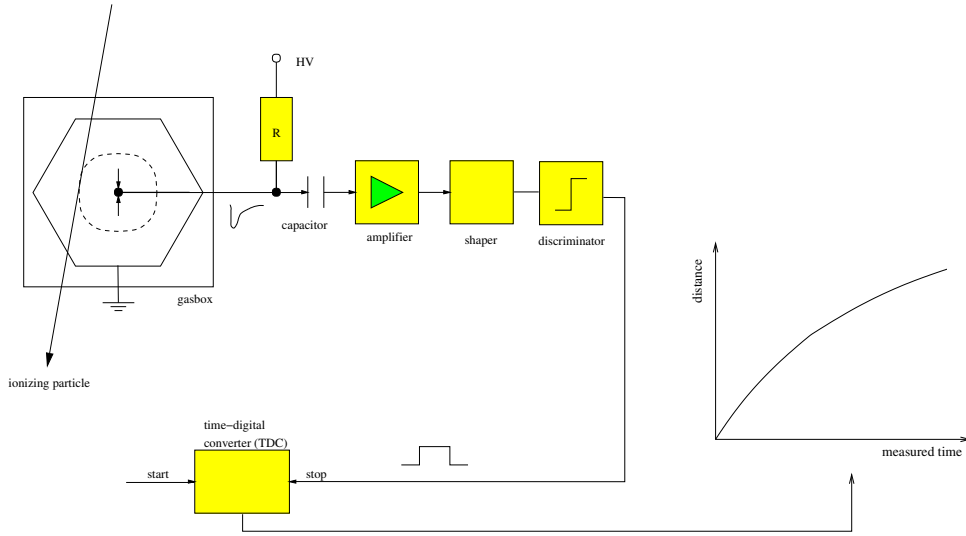 HV
R
capacitor
amplifier
shaper
discriminator
gasbox
ionizing particle
distance
measured time
time−digital
converter (TDC)
start
stop